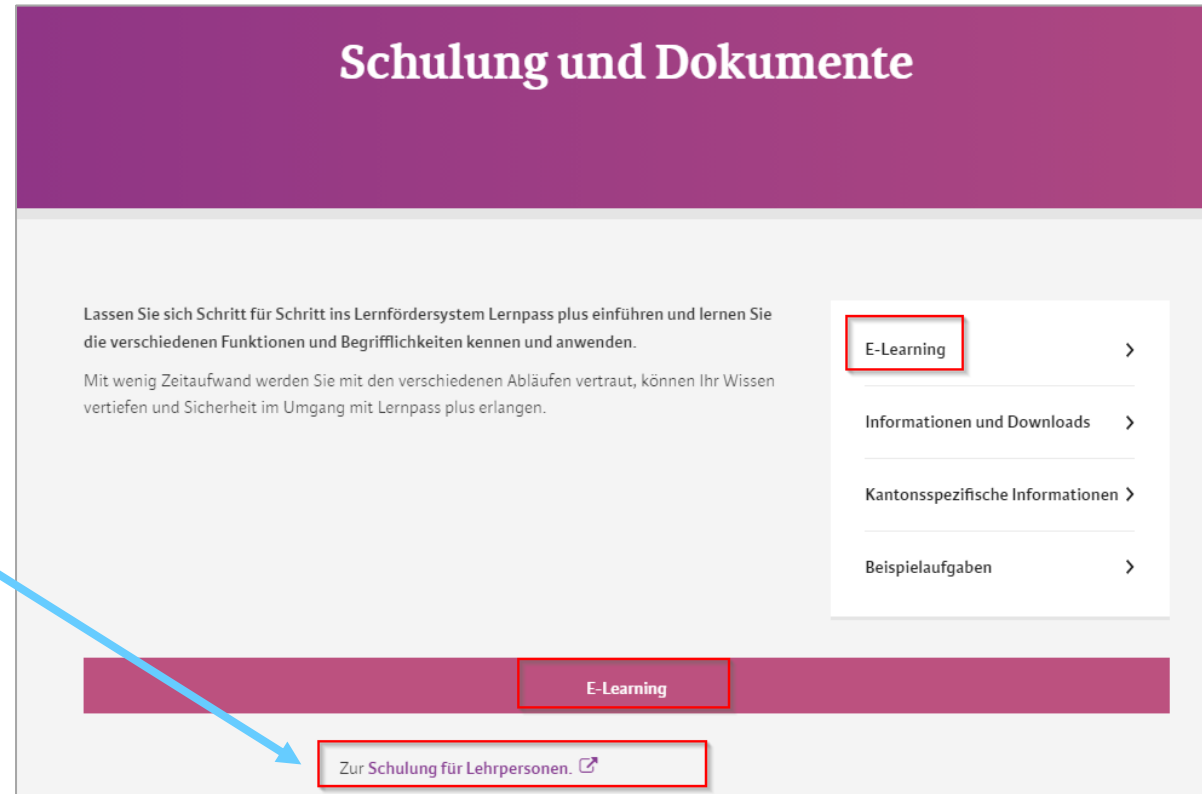 Schulung und Dokumente
Lassen Sie sich Schritt für Schritt ins Lernfördersystem Lernpass plus einführen und lernen Sie
die verschiedenen Funktionen und Begrifflichkeiten kennen und anwenden.
Mit wenig Zeitaufwand werden Sie mit den verschiedenen Abläufen vertraut, können Ihr Wissen
vertiefen und Sicherheit im Umgang mit Lernpass plus erlangen.
E-Learning
Informationen und Downloads
Kantonsspezifische Informationen
Beispielaufgaben
E-Learning
Zur Schulung für Lehrpersonen.